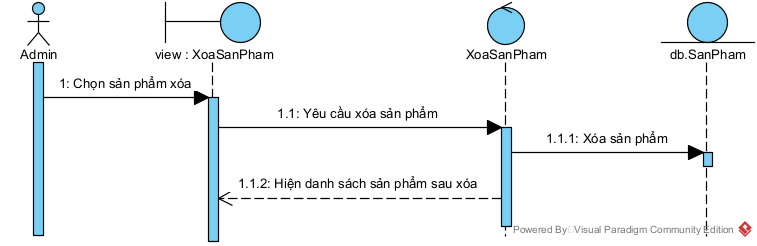 Admin
view : XoaSanPham
XoaSanPham
db.SanPham
1: Chọn sản phẩm xóa
1.1: Yêu cầu xóa sản phẩm
1.1.1: Xóa sản phẩm
1.1.2: Hiện danh sách sản phẩm sau xóa
Powered By Visual Paradigm Community Edition